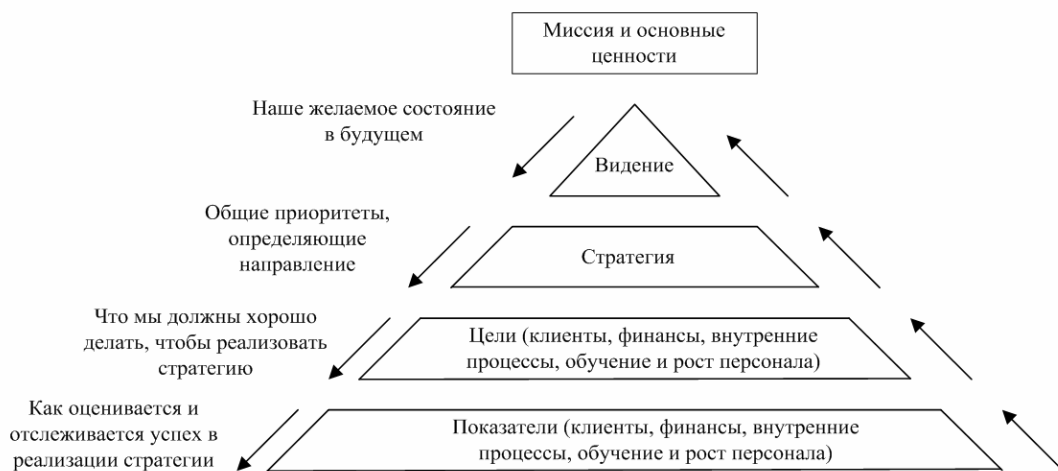 Миссия и основные
ценности
Наше желаемое состояние
в будущем
Видение
Общие приоритеты,
определяющие
направление
Стратегия
Что мы должны хорошо
делать, чтобы реализовать
стратегию
Цели (клиенты, финансы, внутренние
процессы, обучение и рост персонала)
Как оценивается и
отслеживается успех в
реализации стратегии
Показатели (клиенты, финансы, внутренние
процессы, обучение и рост персонала)